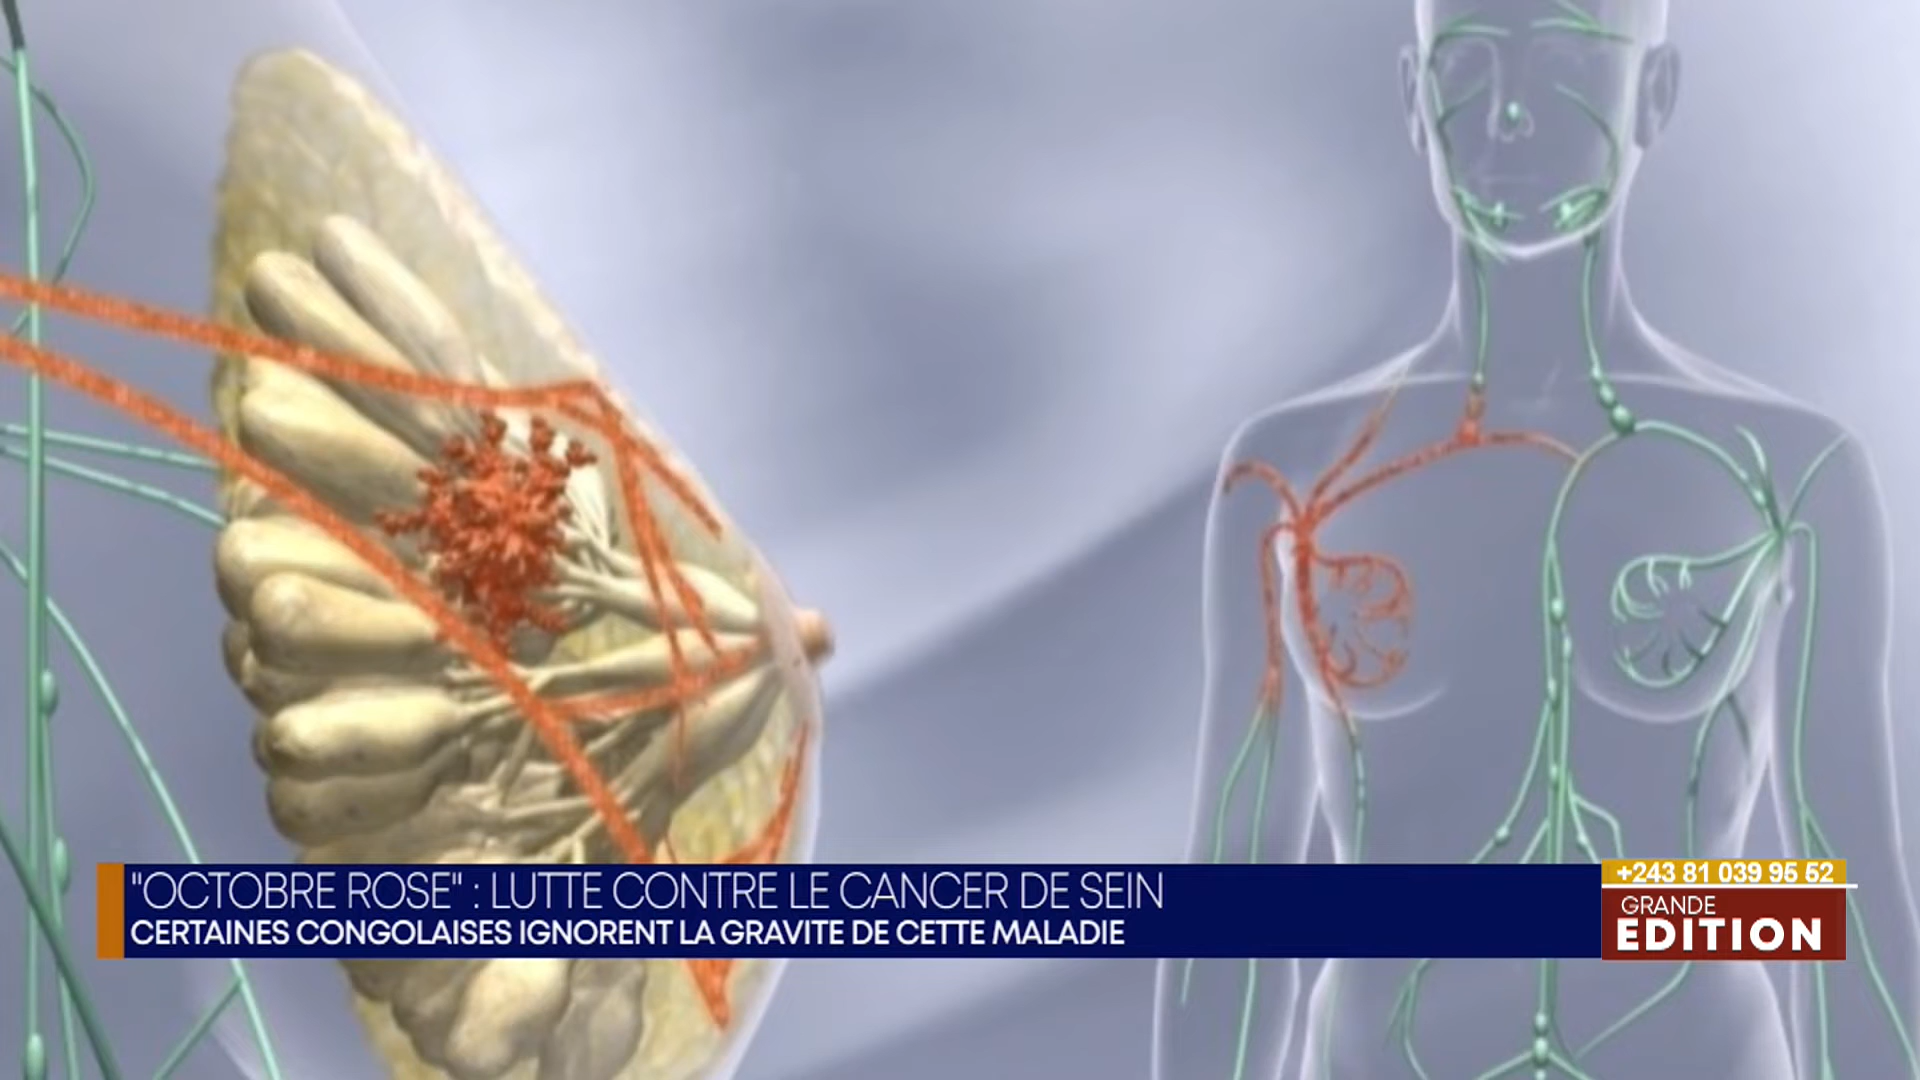 "OCTOBRE ROSE" : LUTTE CONTRE LE CANCER DE SEIN
CERTAINES CONGOLAISES IGNORENT LA GRAVITE DE CETTE MALADIE
+243 81 039 95 52
GRANDE
EDITION